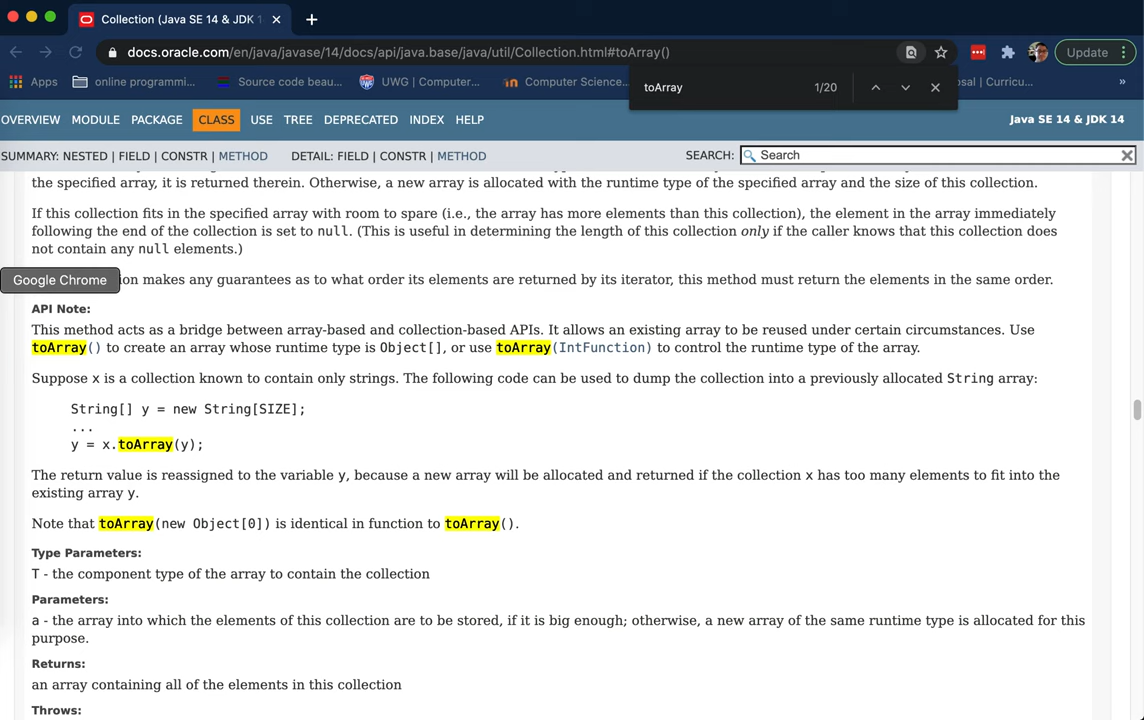 Collection (Java SE 14 & JDK 1
docs.oracle.com/en/java/javase/14/docs/api/java.base/java/util/Collection.html#toArray()
Update
Apps online programmi... Source code beau... UWG | Computer... Computer Science... osal | Curricu... »
toArray 1/20
OVERVIEW MODULE PACKAGE CLASS USE TREE DEPRECATED INDEX HELP Java SE 14 & JDK 14
SUMMARY: NESTED | FIELD | CONSTR | METHOD DETAIL: FIELD | CONSTR | METHOD SEARCH: Search
the specified array, it is returned therein. Otherwise, a new array is allocated with the runtime type of the specified array and the size of this collection.
If this collection fits in the specified array with room to spare (i.e., the array has more elements than this collection), the element in the array immediately
following the end of the collection is set to null. (This is useful in determining the length of this collection only if the caller knows that this collection does
not contain any null elements.)
Google Chrome
on makes any guarantees as to what order its elements are returned by its iterator, this method must return the elements in the same order.
API Note:
This method acts as a bridge between array-based and collection-based APIs. It allows an existing array to be reused under certain circumstances. Use
toArray() to create an array whose runtime type is Object[], or use toArray(IntFunction) to control the runtime type of the array.
Suppose x is a collection known to contain only strings. The following code can be used to dump the collection into a previously allocated String array:
String[] y = new String[SIZE];
...
y = x.toArray(y);
The return value is reassigned to the variable y, because a new array will be allocated and returned if the collection x has too many elements to fit into the
existing array y.
Note that toArray(new Object[0]) is identical in function to toArray().
Type Parameters:
T - the component type of the array to contain the collection
Parameters:
a - the array into which the elements of this collection are to be stored, if it is big enough; otherwise, a new array of the same runtime type is allocated for this
purpose.
Returns:
an array containing all of the elements in this collection
Throws: